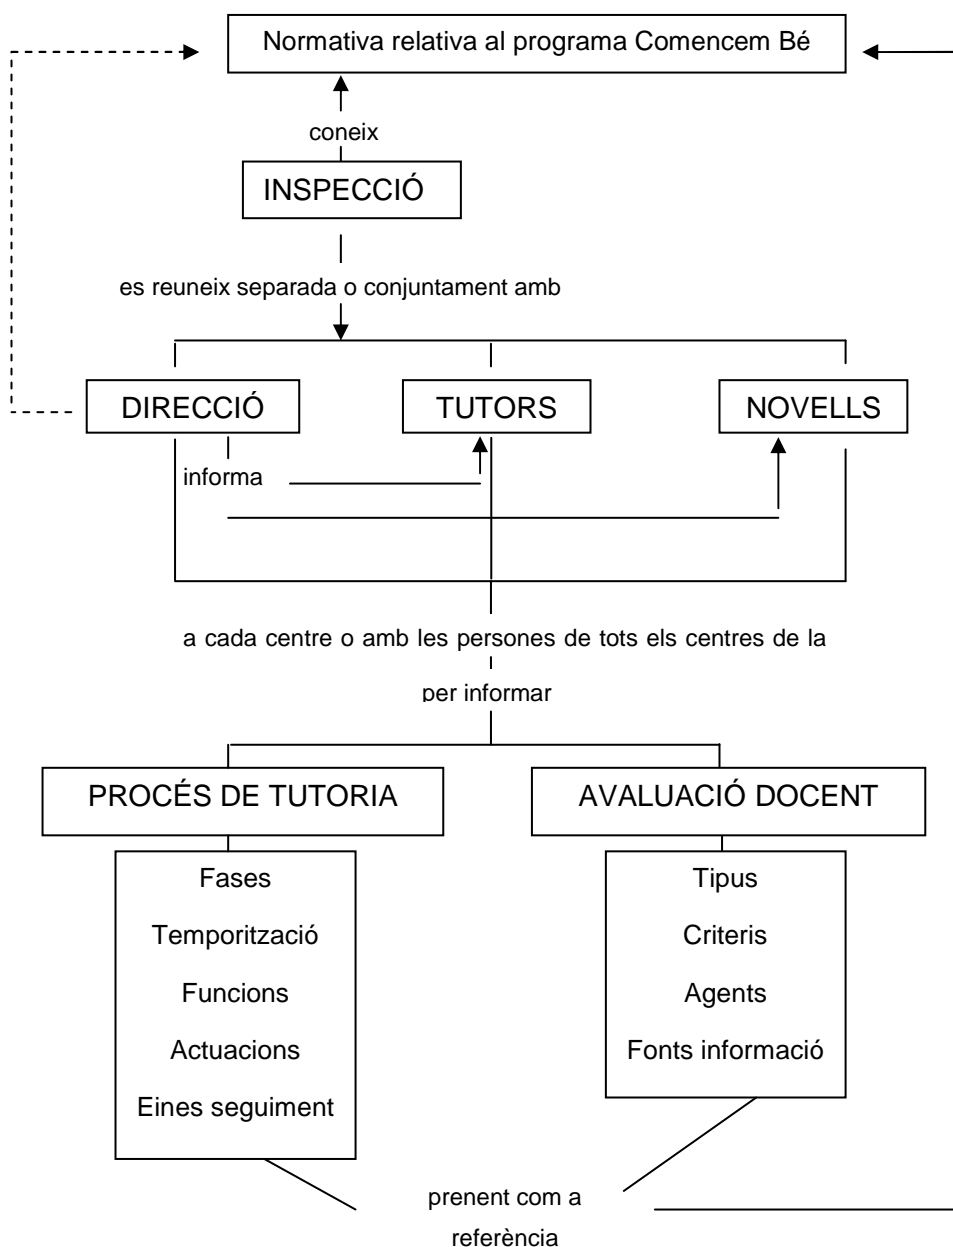 Normativa relativa al programa Comencem Bé
coneix
INSPECCIÓ
es reuneix separada o conjuntament amb
DIRECCIÓ
TUTORS
NOVELLS
informa
a cada centre o amb les persones de tots els centres de la
per informar
PROCÉS DE TUTORIA
AVALUACIÓ DOCENT
Fases
Temporització
Funcions
Actuacions
Eines seguiment
Tipus
Criteris
Agents
Fonts informació
prenent com a
referència